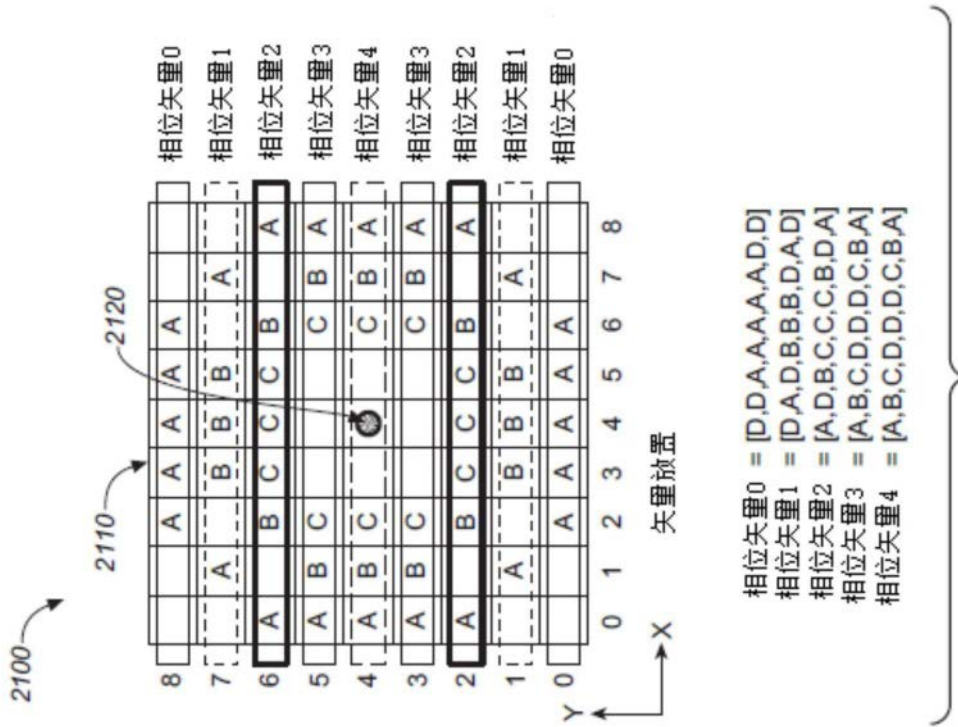 2100
2110
2120
8 A A A A A 相位矢量0
7 A B B B A 相位矢量1
6 A B C C C B A 相位矢量2
5 A B C C B A 相位矢量3
4 A B C C B A 相位矢量4
3 A B C C B A 相位矢量3
2 A B C C C B A 相位矢量2
1 A B B B A 相位矢量1
0 A A A A A 相位矢量0
0 1 2 3 4 5 6 7 8
Y
X
矢量放置
相位矢量0 = [D,D,A,A,A,A,A,D,D]
相位矢量1 = [D,A,D,B,B,B,D,A,D]
相位矢量2 = [A,D,B,C,C,C,B,D,A]
相位矢量3 = [A,B,C,D,D,D,C,B,A]
相位矢量4 = [A,B,C,D,D,D,C,B,A]